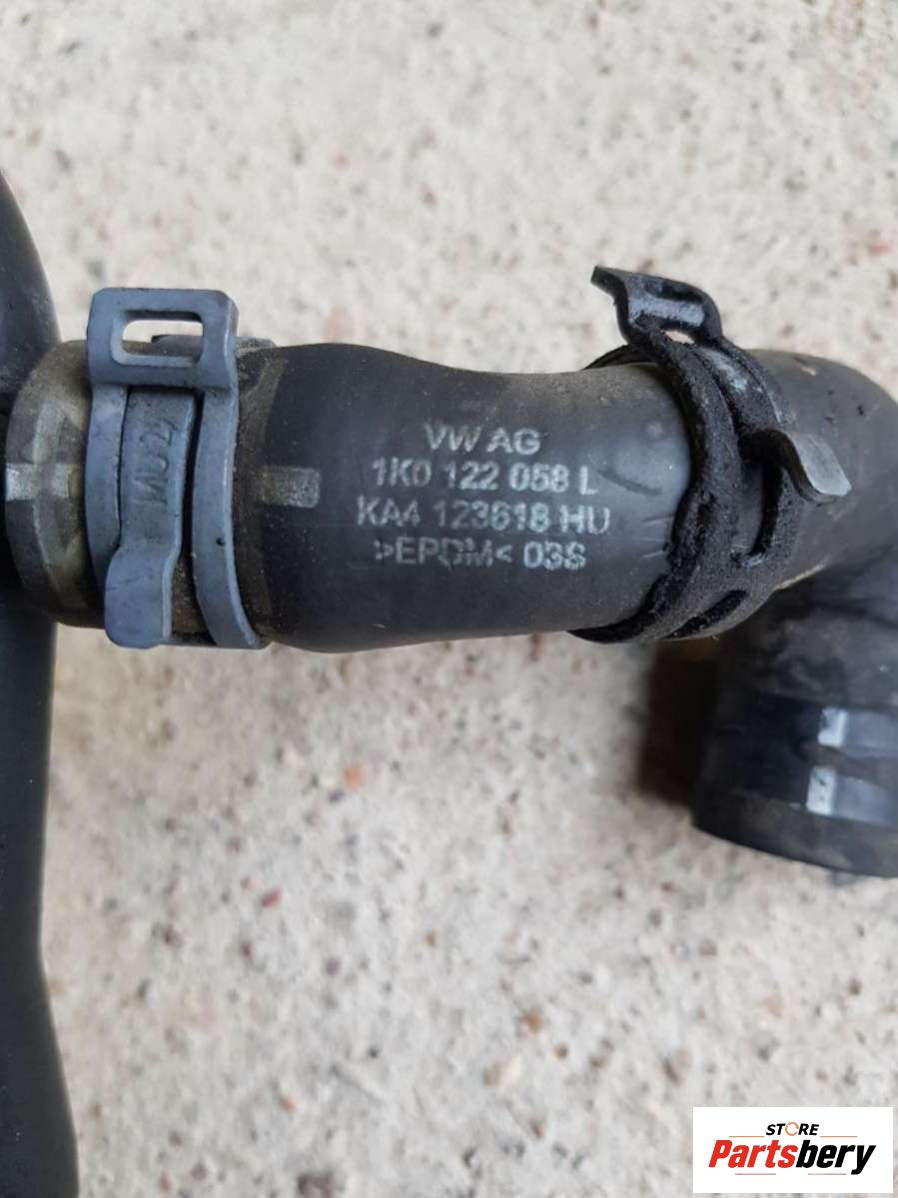 VW AG
1K0 122 058 L
KA4 123618 HU
>EPDM< 03S
STORE
Partsbery